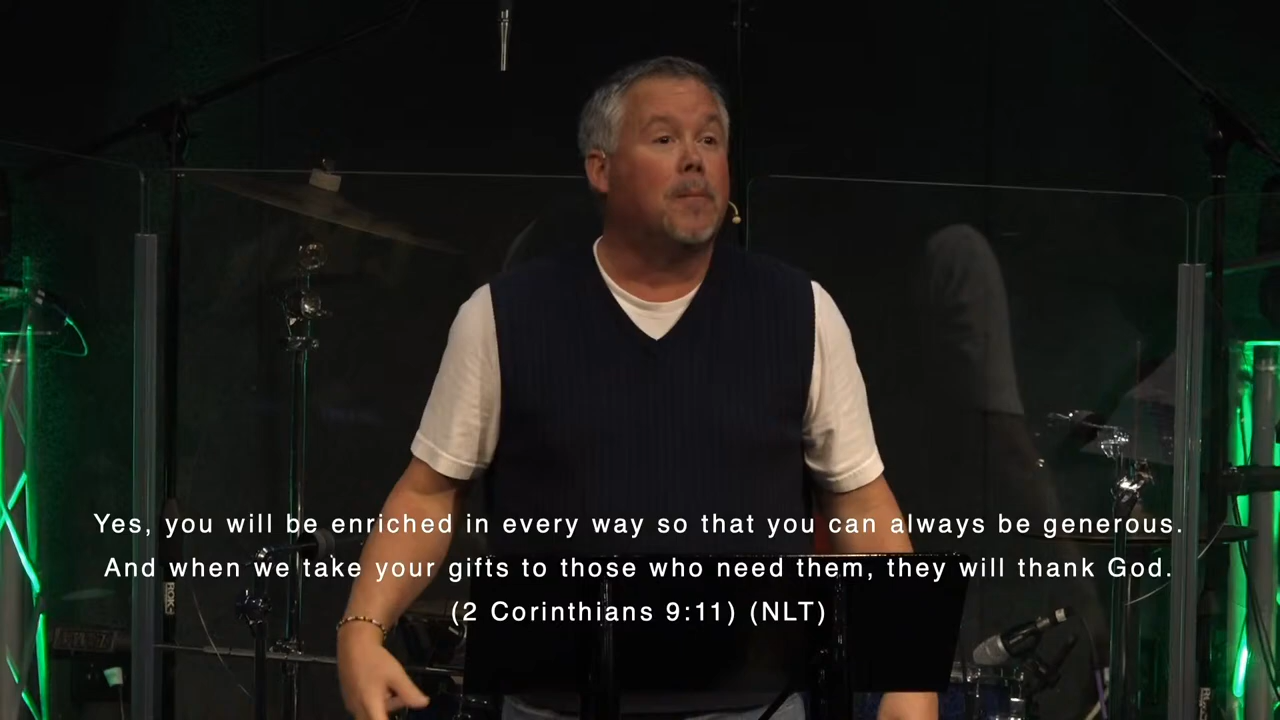 Yes, you will be enriched in every way so that you can always be generous.
And when we take your gifts to those who need them, they will thank God.
(2 Corinthians 9:11) (NLT)